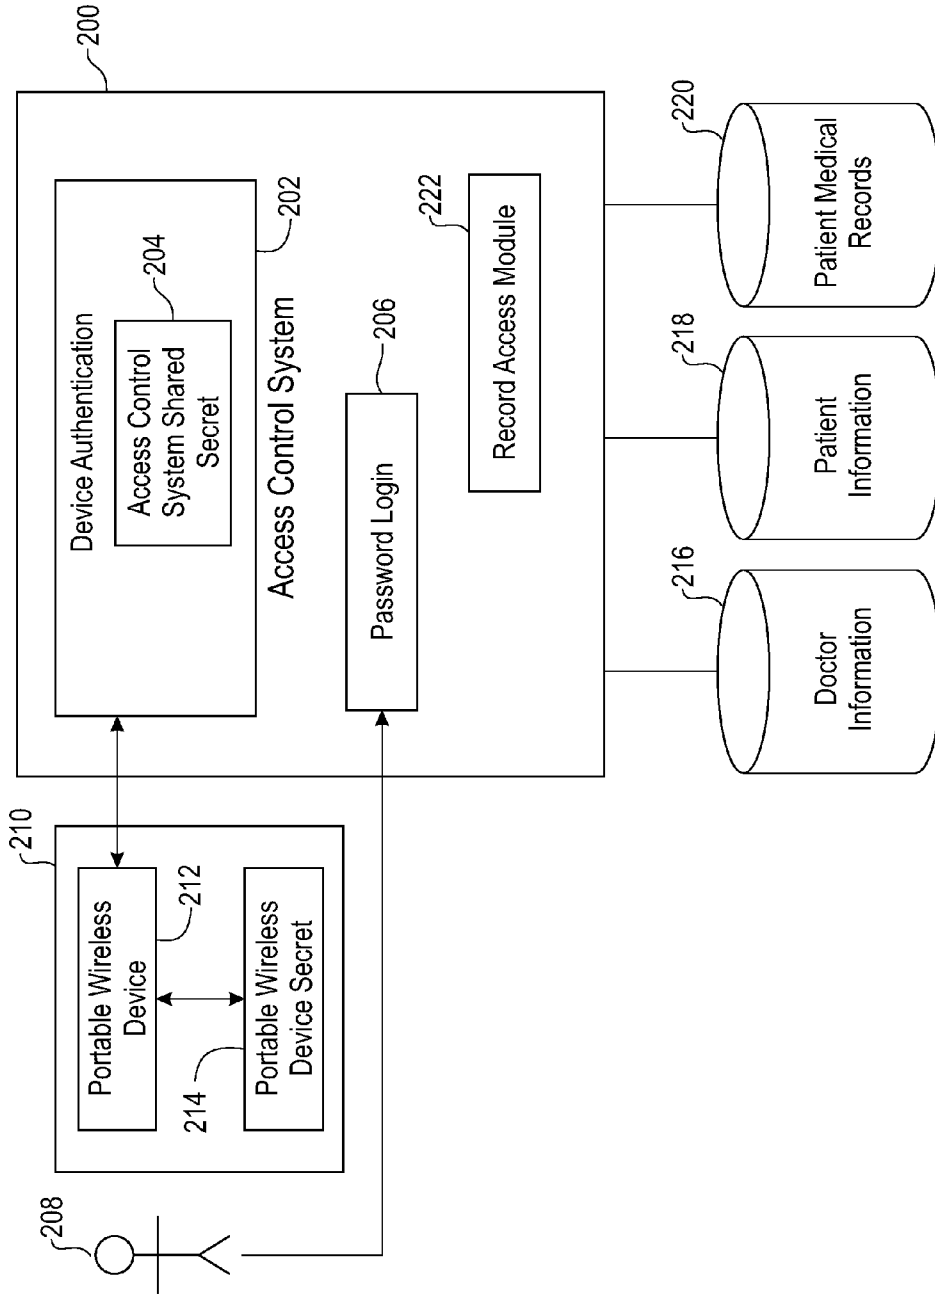 208
210
Portable Wireless
Device
212
214
Portable Wireless
Device Secret
200
Device Authentication
202
Access Control
System Shared
Secret
204
Access Control System
Password Login
206
Record Access Module
222
216
Doctor
Information
218
Patient
Information
220
Patient Medical
Records